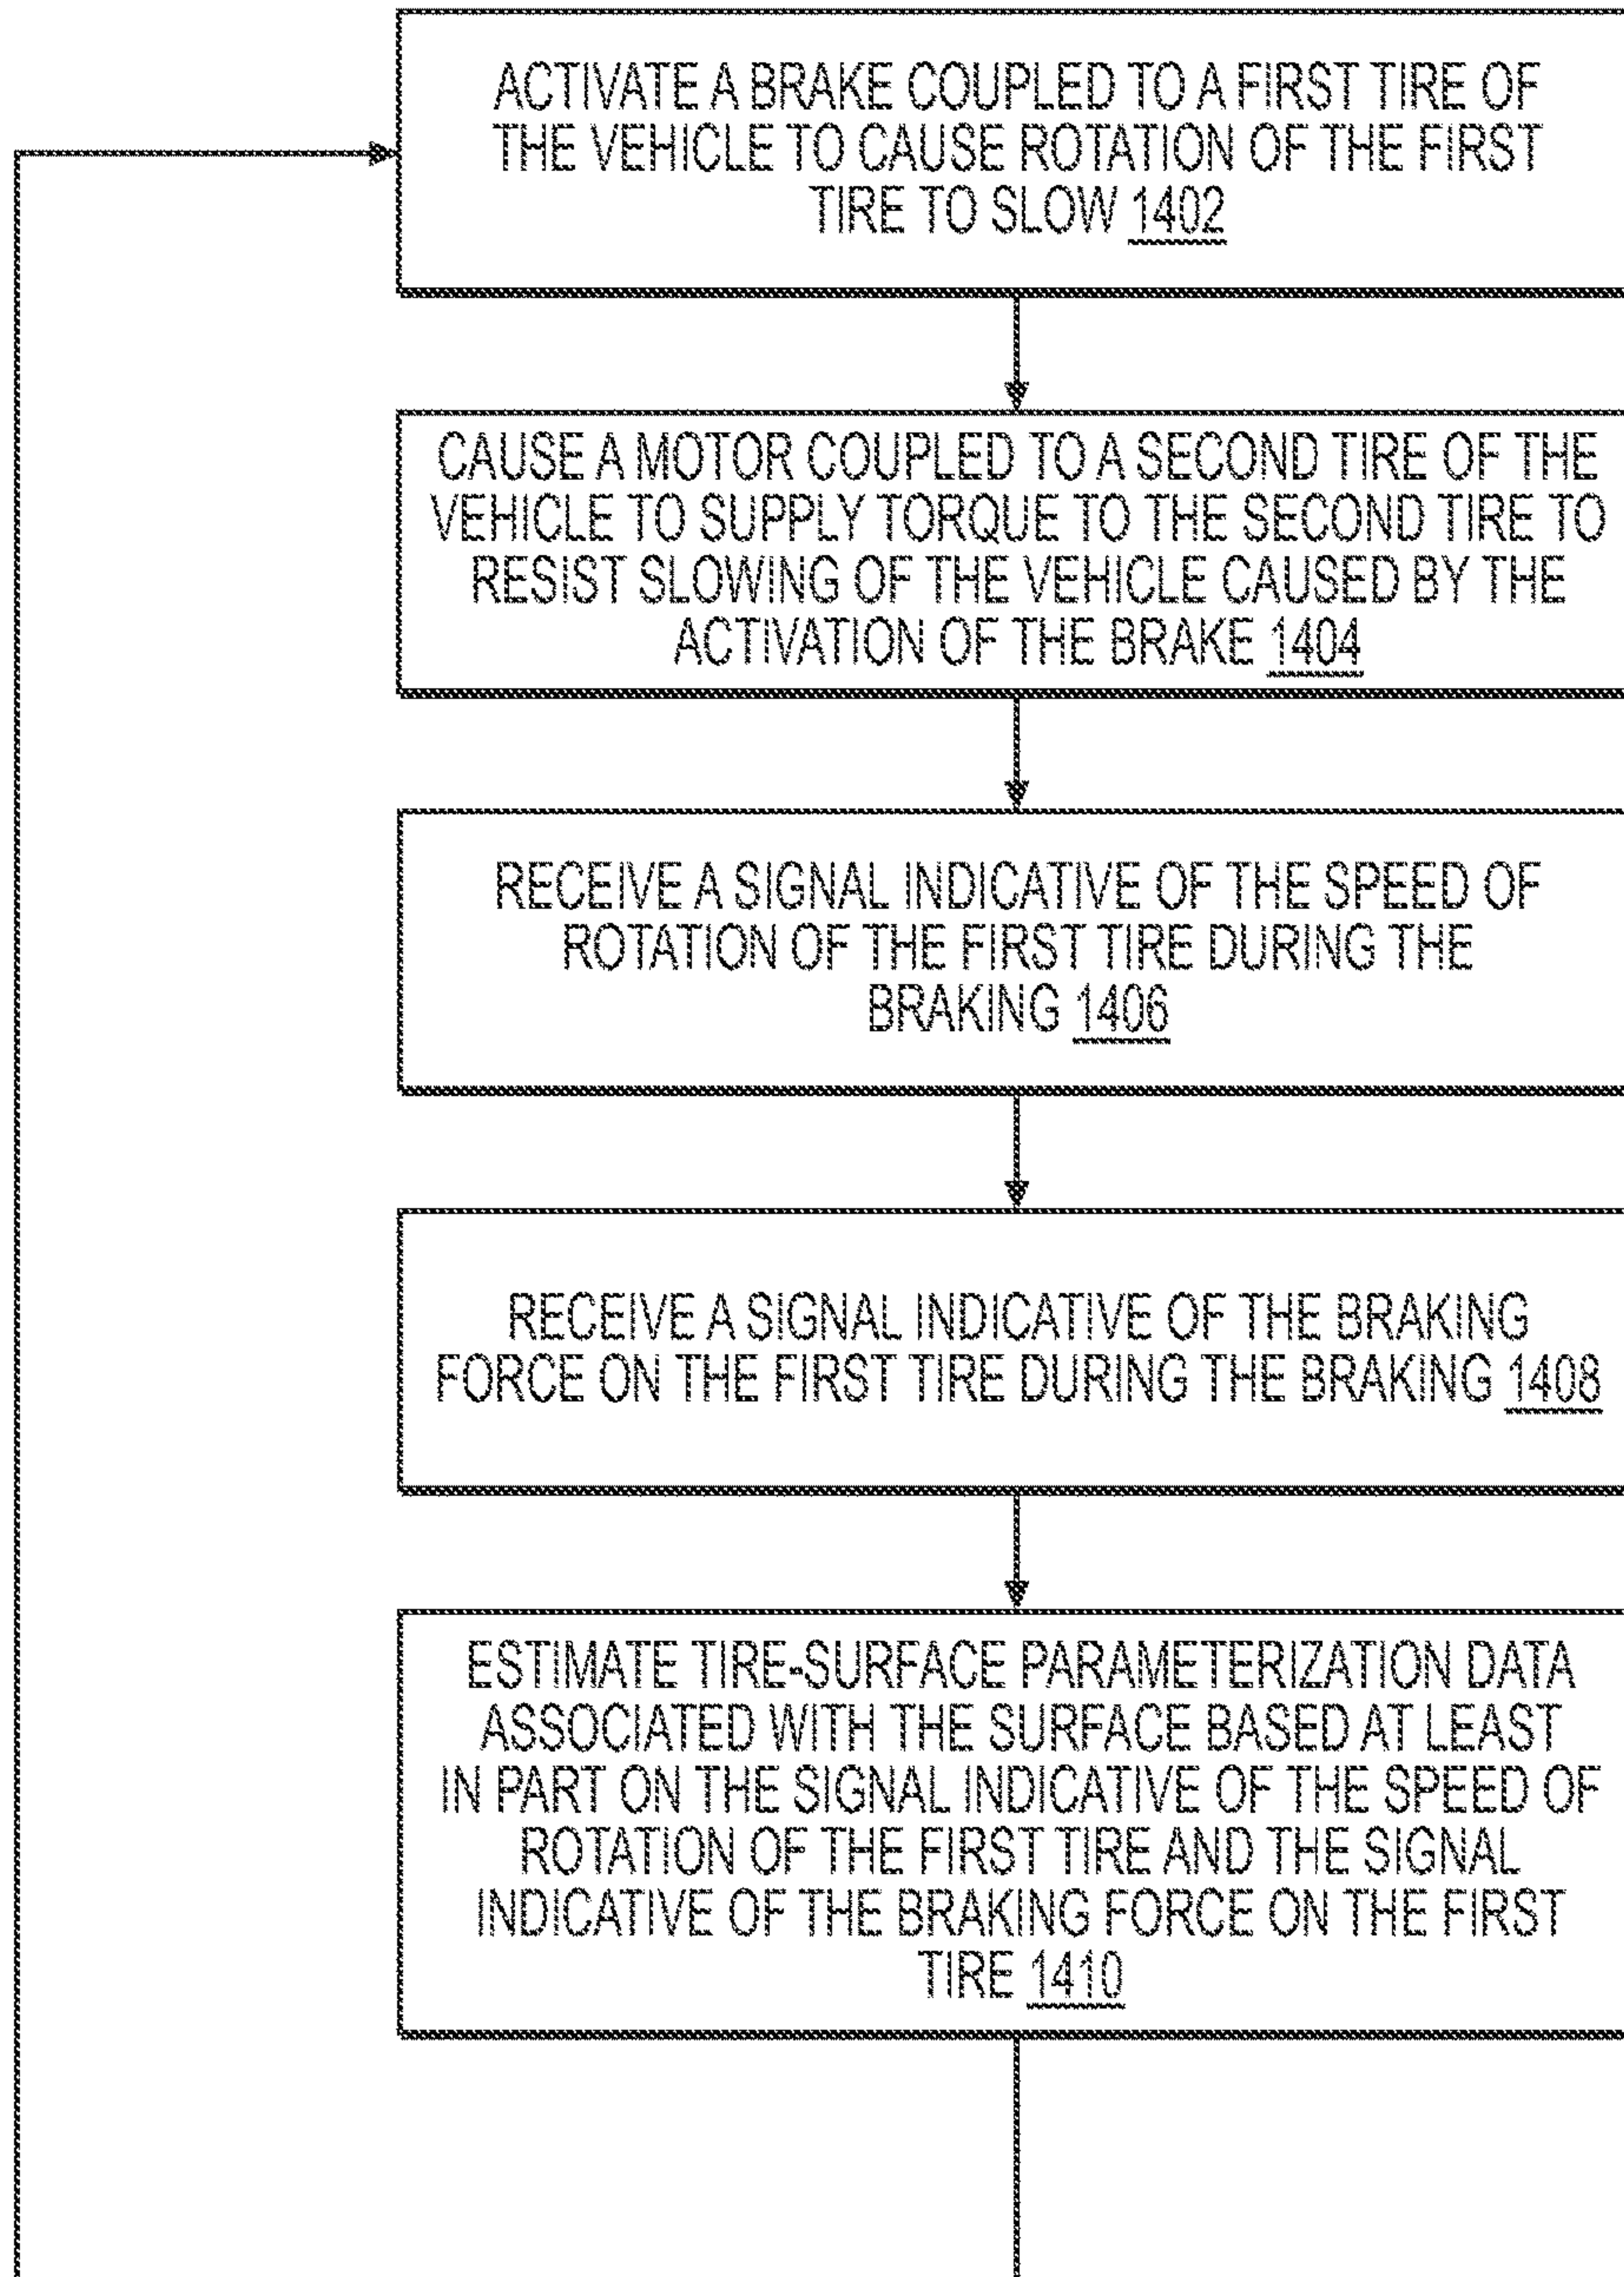 ACTIVATE A BRAKE COUPLED TO A FIRST TIRE OF
THE VEHICLE TO CAUSE ROTATION OF THE FIRST
TIRE TO SLOW 1402
CAUSE A MOTOR COUPLED TO A SECOND TIRE OF THE
VEHICLE TO SUPPLY TORQUE TO THE SECOND TIRE TO
RESIST SLOWING OF THE VEHICLE CAUSED BY THE
ACTIVATION OF THE BRAKE 1404
RECEIVE A SIGNAL INDICATIVE OF THE SPEED OF
ROTATION OF THE FIRST TIRE DURING THE
BRAKING 1406
RECEIVE A SIGNAL INDICATIVE OF THE BRAKING
FORCE ON THE FIRST TIRE DURING THE BRAKING 1408
ESTIMATE TIRE-SURFACE PARAMETERIZATION DATA
ASSOCIATED WITH THE SURFACE BASED AT LEAST
IN PART ON THE SIGNAL INDICATIVE OF THE SPEED OF
ROTATION OF THE FIRST TIRE AND THE SIGNAL
INDICATIVE OF THE BRAKING FORCE ON THE FIRST
TIRE 1410